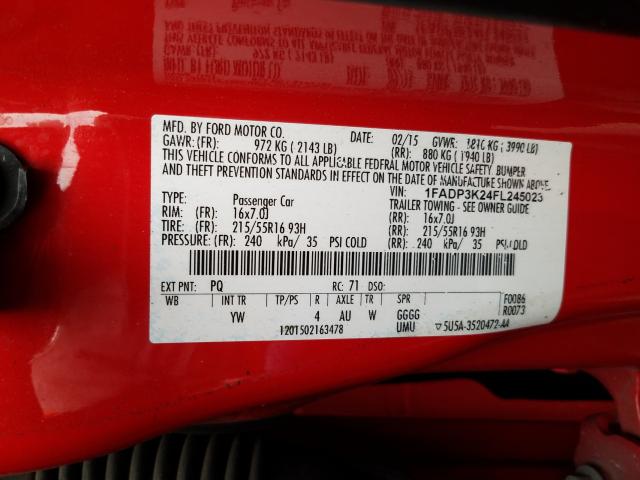 MFD. BY FORD MOTOR CO. DATE: 02/15 GVWR: 1810 KG ( 3990 LB)
GAWR: (FR): 972 KG ( 2143 LB) (RR): 880 KG ( 1940 LB)
THIS VEHICLE CONFORMS TO ALL APPLICABLE FEDERAL MOTOR VEHICLE SAFETY, BUMPER
AND THEFT PREVENTION STANDARDS IN EFFECT ON THE DATE OF MANUFACTURE SHOWN ABOVE.
VIN: 1FADP3K24FL245023
TYPE: Passenger Car TRAILER TOWING - SEE OWNER GUIDE
RIM: (FR): 16x7.0J (RR): 16x7.0J
TIRE: (FR): 215/55R16 93H (RR): 215/55R16 93H
PRESSURE: (FR): 240 kPa/ 35 PSI COLD (RR): 240 kPa/ 35 PSI COLD
EXT PNT: PQ RC: 71 DSO: F0086
WB INT TR TP/PS R AXLE TR SPR R0073
YW 4 AU W GGGG
1201502163478 UMU ▽ 5U5A-3520472-AA